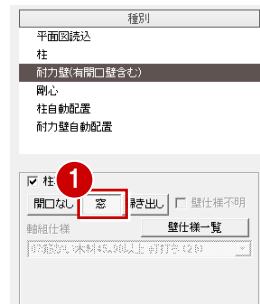 種別
平面図読込
柱
耐力壁(有開口壁含む)
剛心
柱自動配置
耐力壁自動配置
柱
1
開口なし 窓 掃き出し 壁仕様不明
軸組仕様 壁仕様一覧